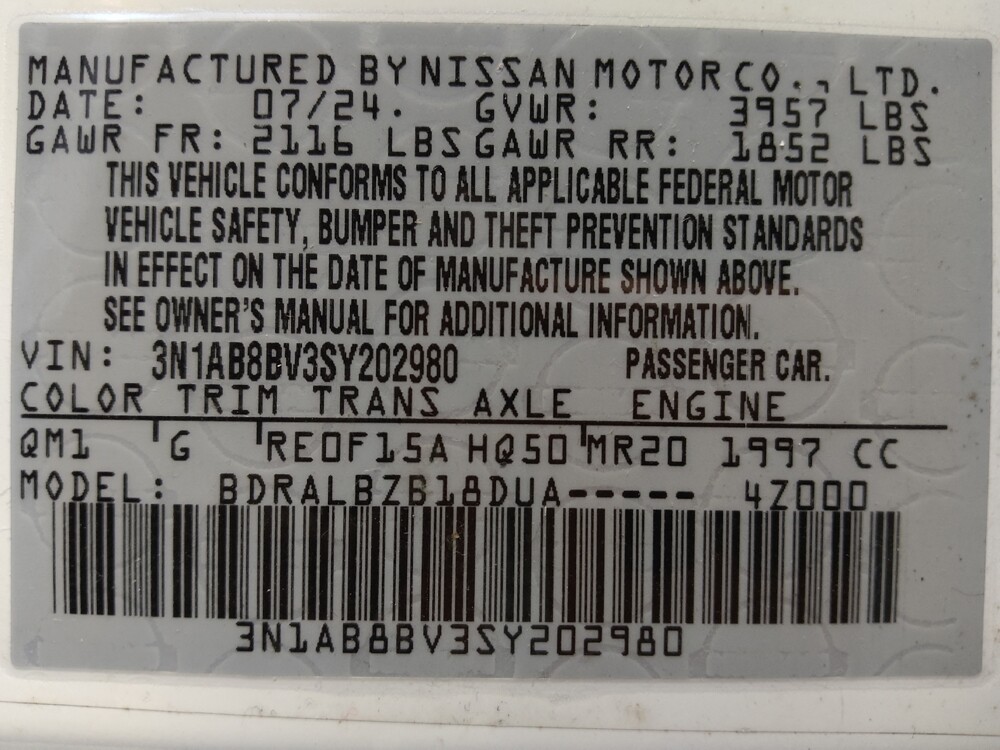 MANUFACTURED BY NISSAN MOTOR CO., LTD.
DATE: 07/24. GVWR: 3957 LBS
GAWR FR: 2116 LBS GAWR RR: 1852 LBS
THIS VEHICLE CONFORMS TO ALL APPLICABLE FEDERAL MOTOR
VEHICLE SAFETY, BUMPER AND THEFT PREVENTION STANDARDS
IN EFFECT ON THE DATE OF MANUFACTURE SHOWN ABOVE.
SEE OWNER'S MANUAL FOR ADDITIONAL INFORMATION.
VIN: 3N1AB8BV3SY202980 PASSENGER CAR.
COLOR TRIM TRANS AXLE ENGINE
QM1 G RE0F15A HQ50 MR20 1997 CC
MODEL: BDRALBZB18DUA----- 4Z000
3N1AB8BV3SY202980